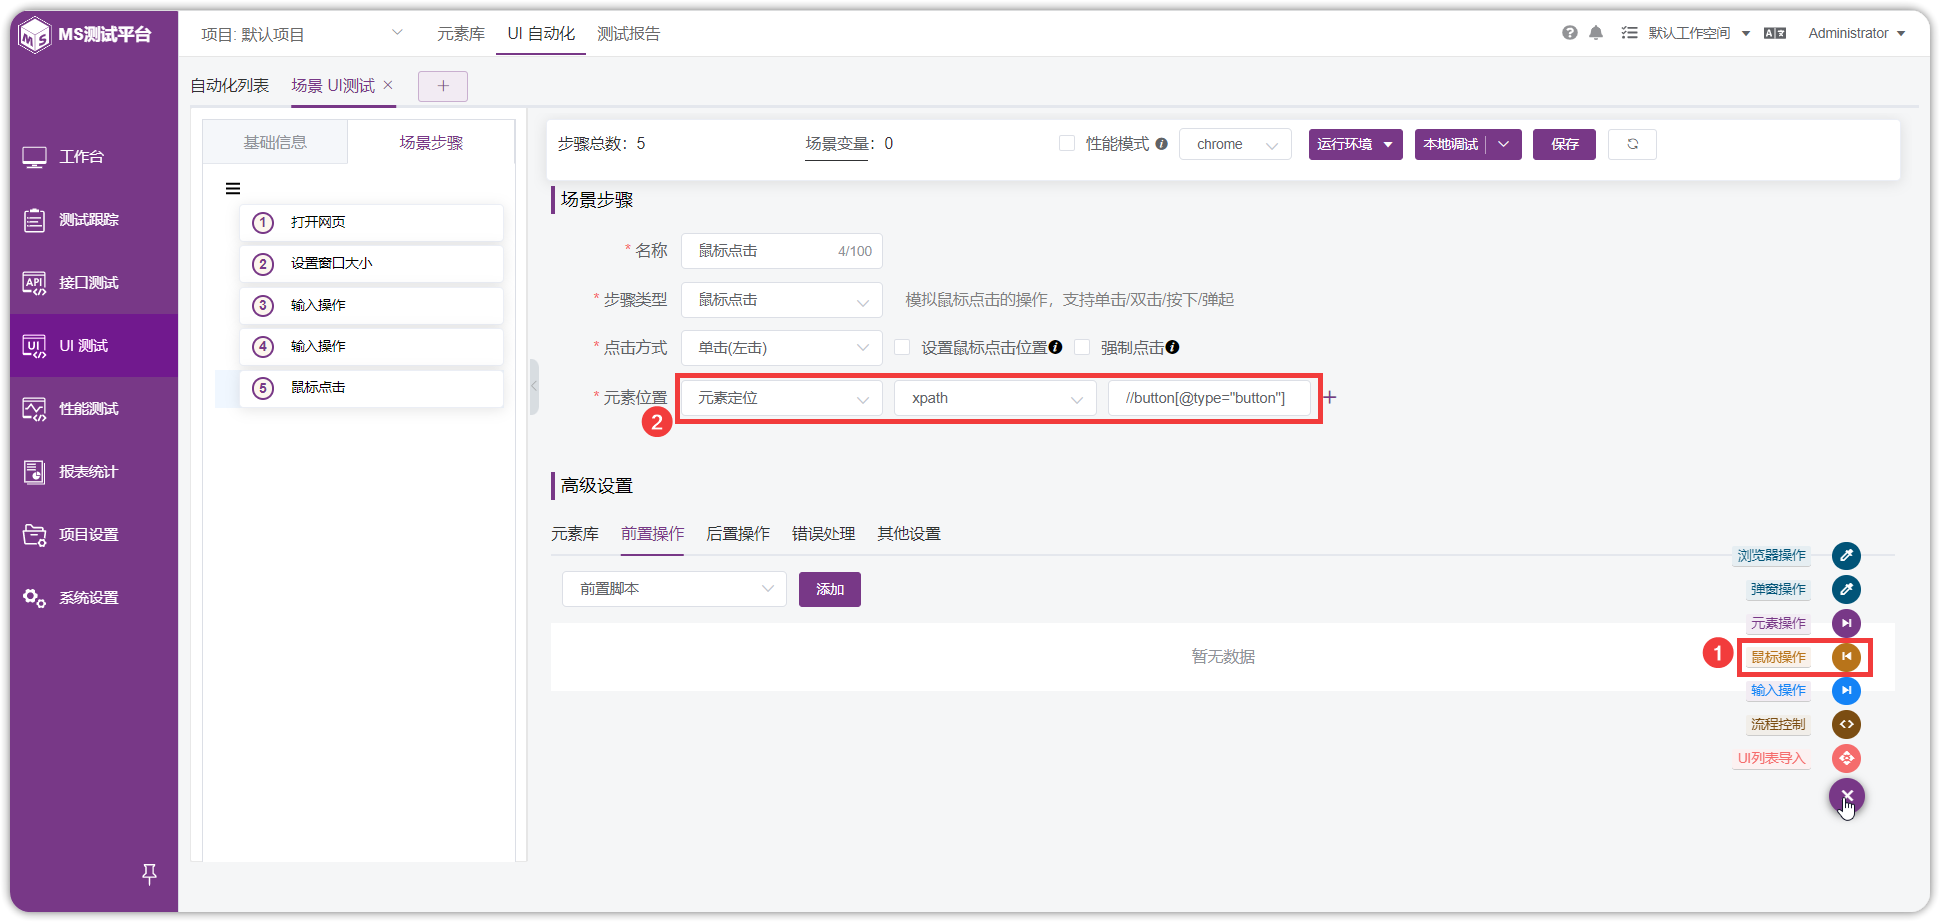 MS测试平台
项目: 默认项目
元素库
UI 自动化
测试报告
默认工作空间
Administrator
自动化列表
场景 UI测试
工作台
测试跟踪
接口测试
UI 测试
性能测试
报表统计
项目设置
系统设置
基础信息
场景步骤
1 打开网页
2 设置窗口大小
3 输入操作
4 输入操作
5 鼠标点击
步骤总数：5
场景变量：0
性能模式
chrome
运行环境
本地调试
保存
场景步骤
* 名称 鼠标点击 4/100
* 步骤类型 鼠标点击 模拟鼠标点击的操作，支持单击/双击/按下/弹起
* 点击方式 单击(左击) 设置鼠标点击位置 强制点击
* 元素位置 元素定位 xpath //button[@type="button"]
2
高级设置
元素库 前置操作 后置操作 错误处理 其他设置
前置脚本 添加
暂无数据
浏览器操作
弹窗操作
元素操作
1 鼠标操作
输入操作
流程控制
UI列表导入